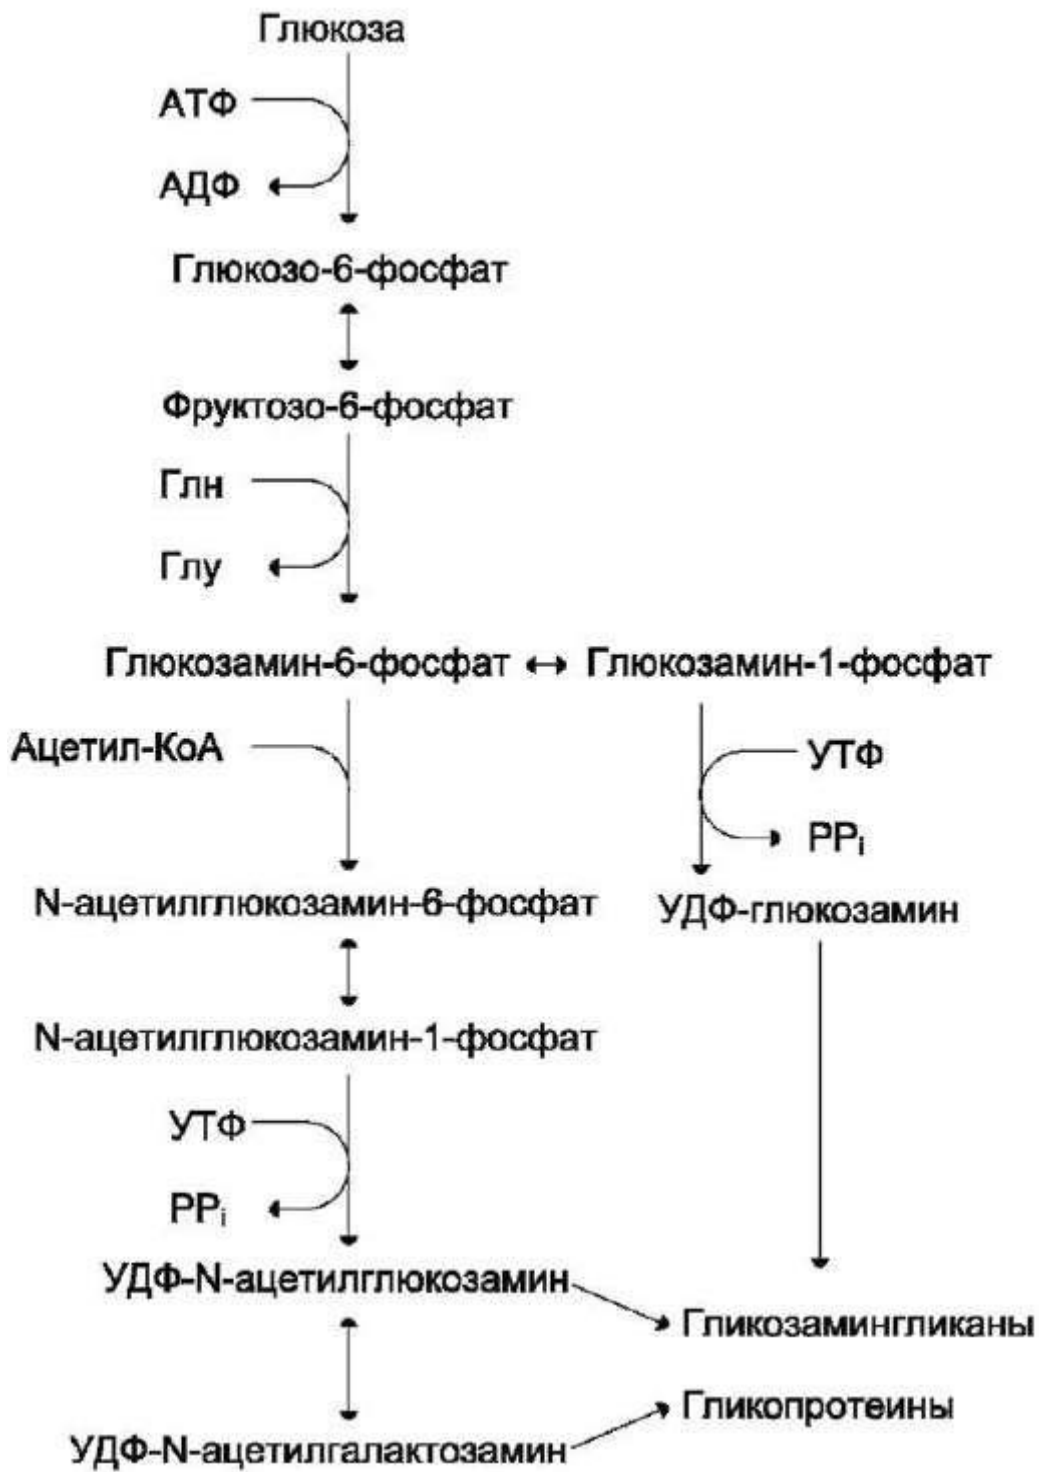 Глюкоза
АТФ
АДФ
Глюкозо-6-фосфат
Фруктозо-6-фосфат
Глн
Глу
Глюкозамин-6-фосфат ↔ Глюкозамин-1-фосфат
Ацетил-КоА
УТФ
PPi
N-ацетилглюкозамин-6-фосфат
УДФ-глюкозамин
N-ацетилглюкозамин-1-фосфат
УТФ
PPi
УДФ-N-ацетилглюкозамин
Гликозамингликаны
Гликопротеины
УДФ-N-ацетилгалактозамин